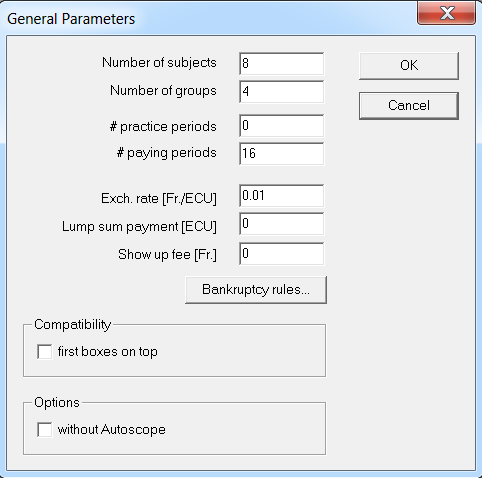 General Parameters
Number of subjects 8
OK
Number of groups 4
Cancel
# practice periods 0
# paying periods 16
Exch. rate [Fr./ECU] 0.01
Lump sum payment [ECU] 0
Show up fee [Fr.] 0
Bankruptcy rules...
Compatibility
first boxes on top
Options
without Autoscope